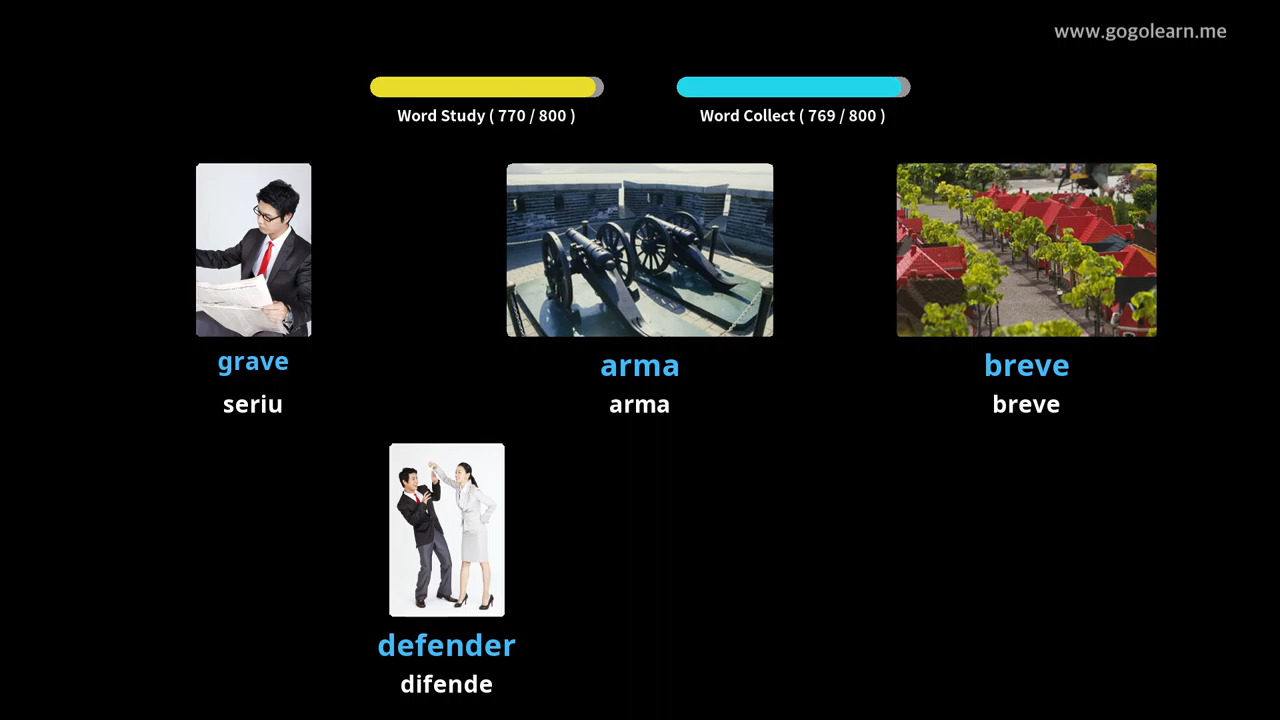 www.gogolearn.me
Word Study ( 770 / 800 )
Word Collect ( 769 / 800 )
grave
seriu
arma
arma
breve
breve
defender
difende